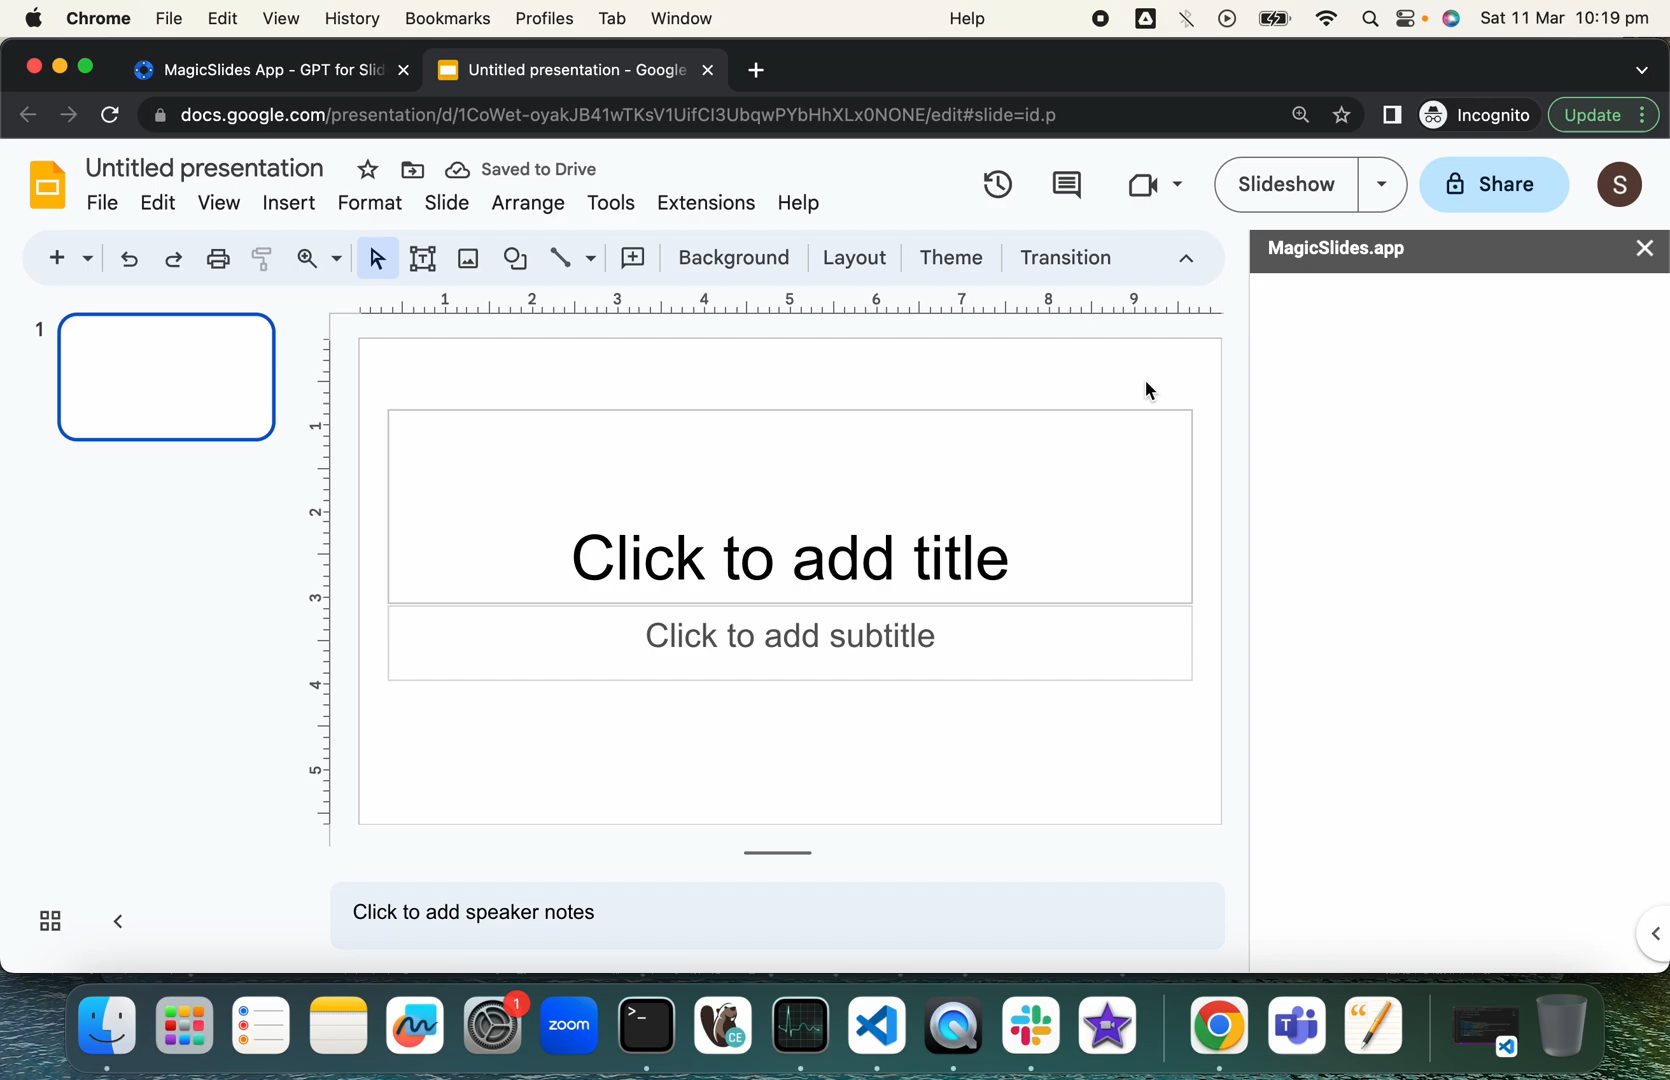 Chrome File Edit View History Bookmarks Profiles Tab Window Help Sat 11 Mar 10:19 pm
MagicSlides App - GPT for Slid Untitled presentation - Google
docs.google.com/presentation/d/1CoWet-oyakJB41wTKsV1UifCI3UbqwPYbHhXLx0NONE/edit#slide=id.p Incognito Update
Untitled presentation Saved to Drive
File Edit View Insert Format Slide Arrange Tools Extensions Help
Slideshow Share S
Background Layout Theme Transition
MagicSlides.app
1 2 3 4 5 6 7 8 9
1
1
2
3
4
5
Click to add title
Click to add subtitle
Click to add speaker notes
1
zoom
CE
T